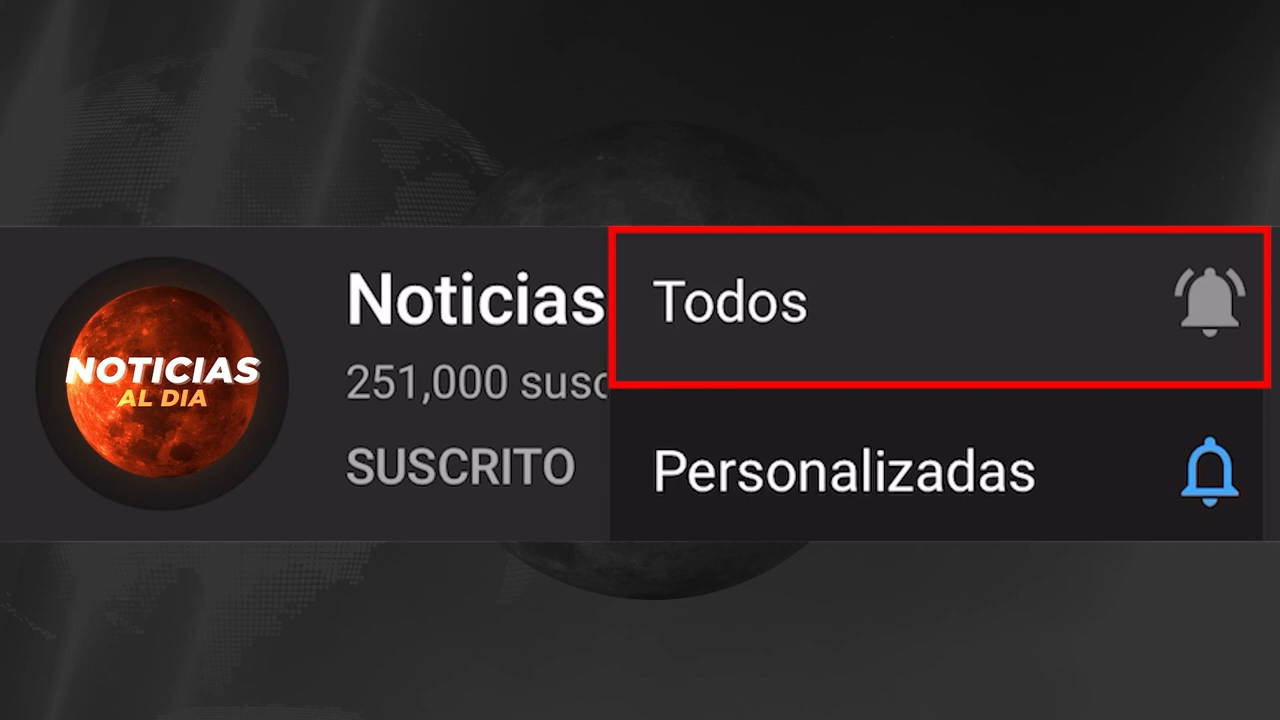 NOTICIAS
AL DIA
Noticias
251,000 susc
SUSCRITO
Todos
Personalizadas